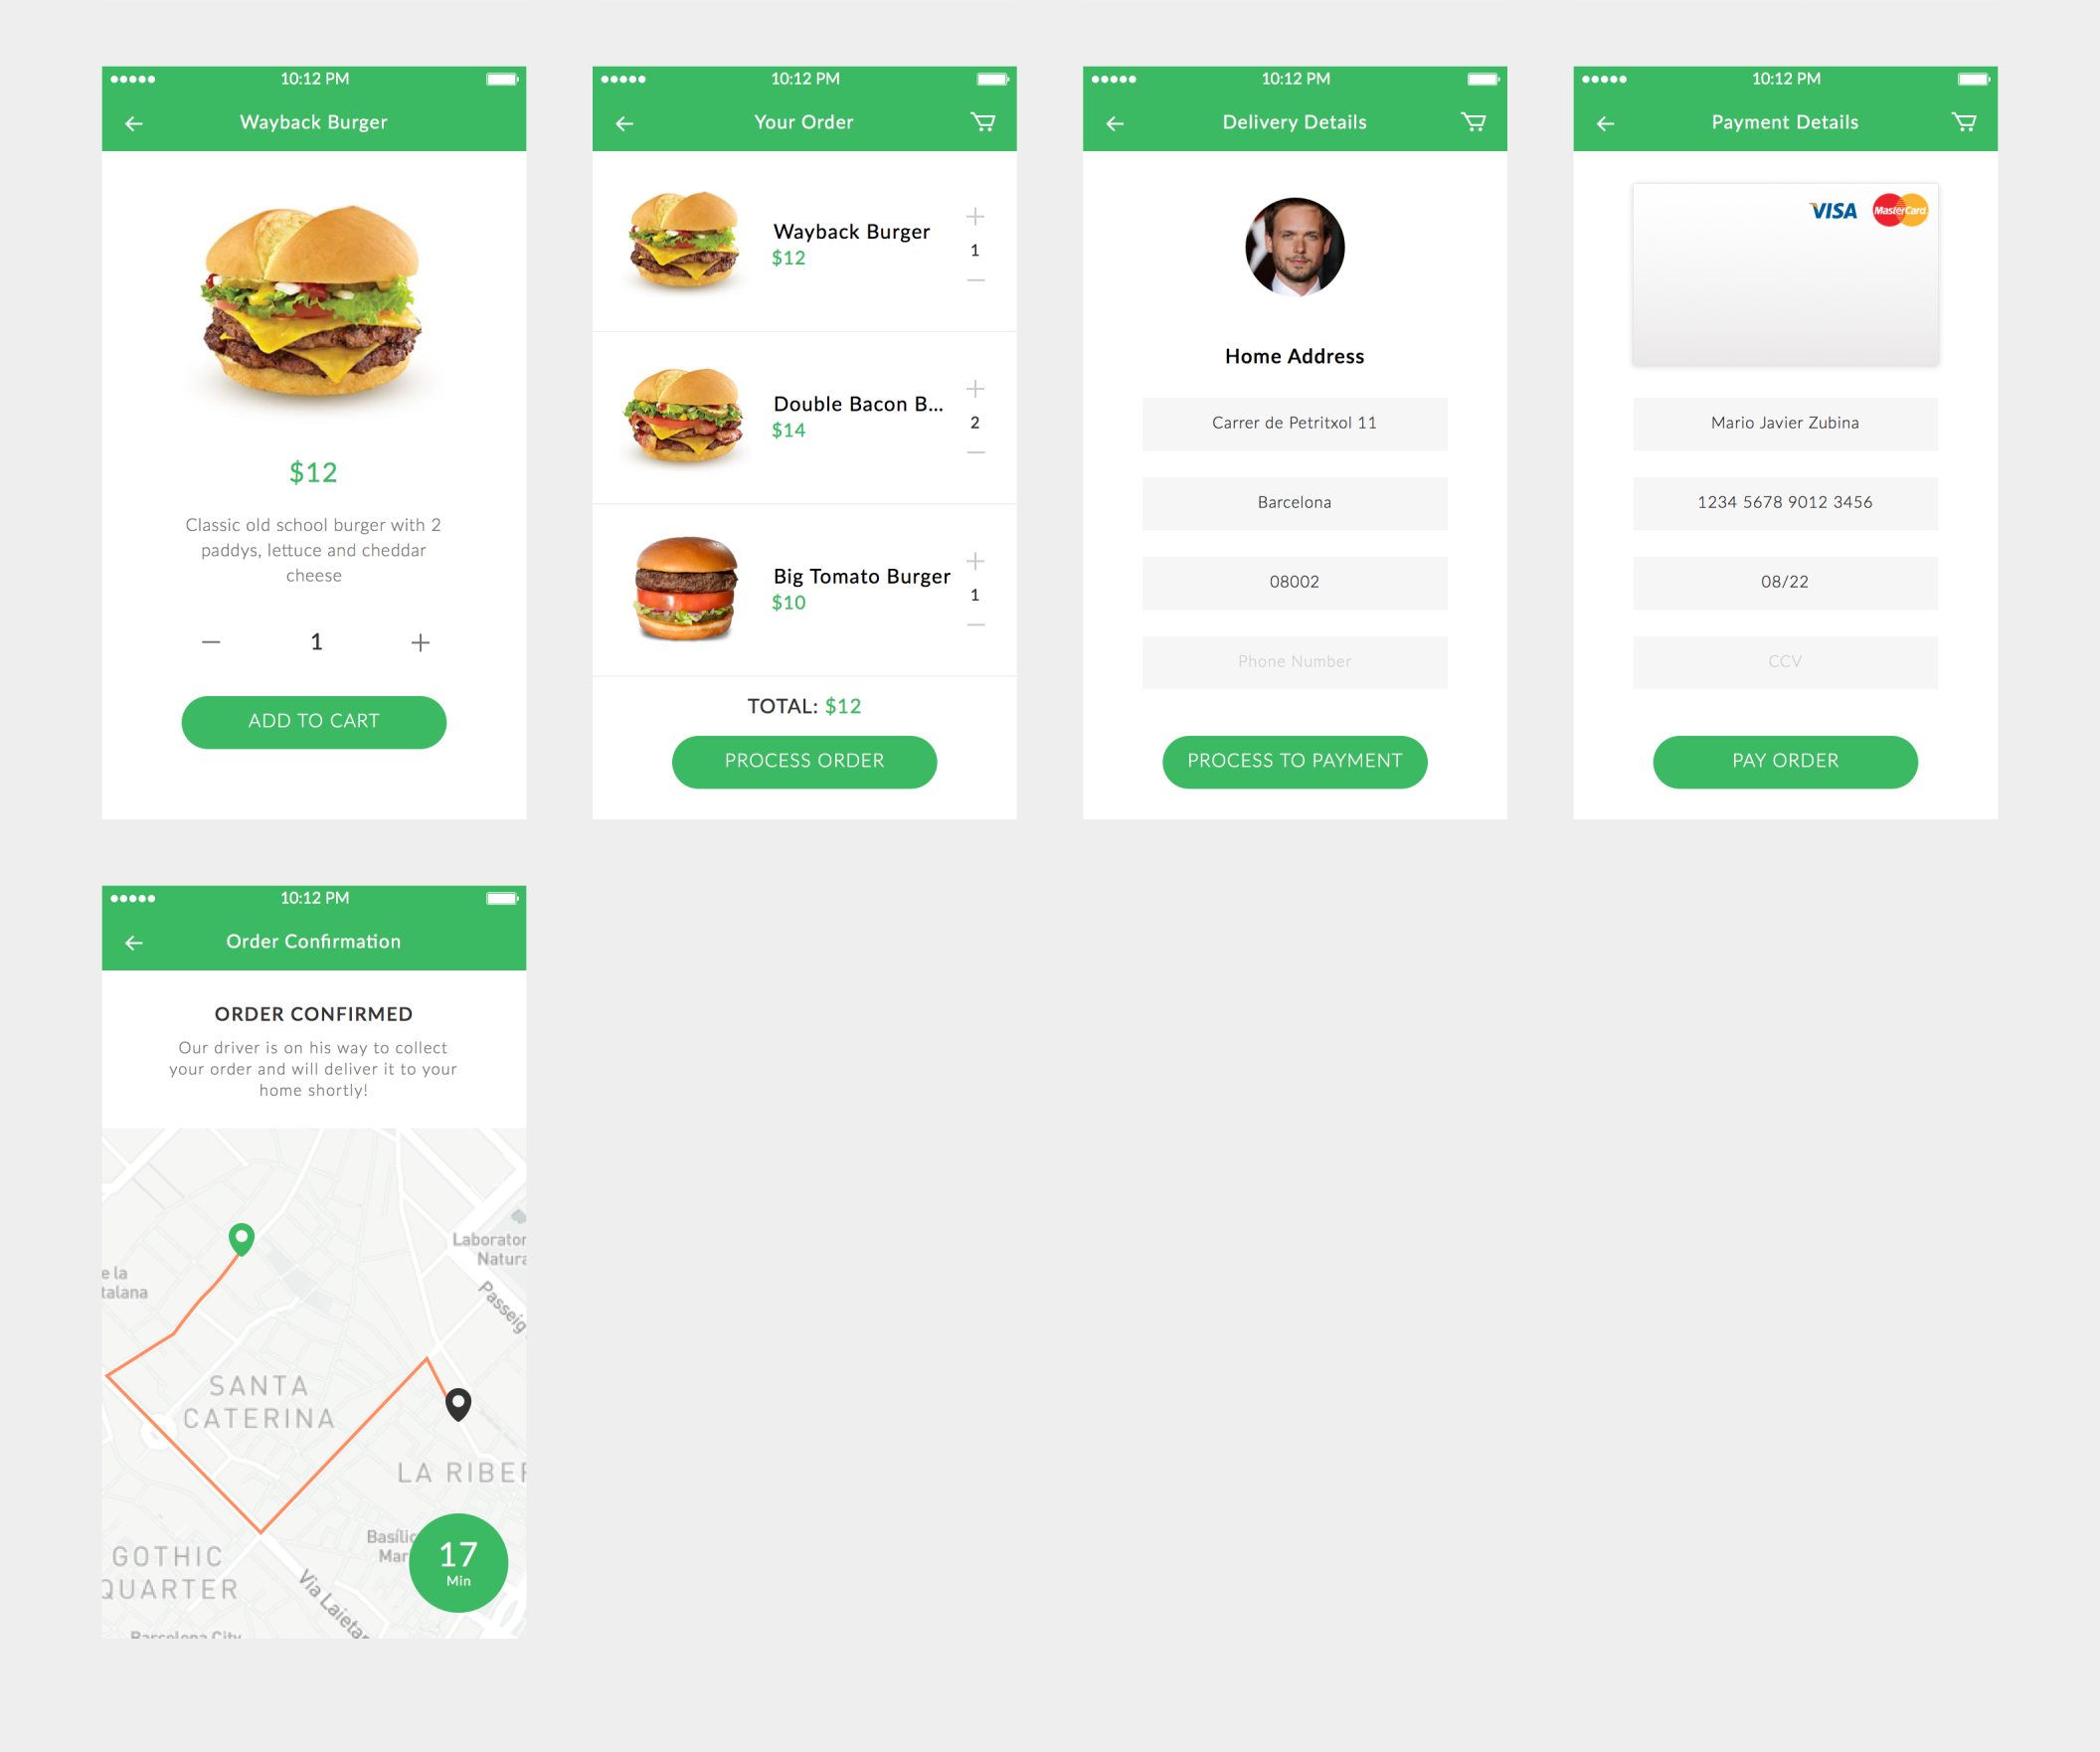 10:12 PM
Wayback Burger
$12
Classic old school burger with 2
paddys, lettuce and cheddar
cheese
1
ADD TO CART
10:12 PM
Your Order
Wayback Burger
$12
1
Double Bacon B...
$14
2
Big Tomato Burger
$10
1
TOTAL: $12
PROCESS ORDER
10:12 PM
Delivery Details
Home Address
Carrer de Petritxol 11
Barcelona
08002
Phone Number
PROCESS TO PAYMENT
10:12 PM
Payment Details
VISA MasterCard
Mario Javier Zubina
1234 5678 9012 3456
08/22
CCV
PAY ORDER
10:12 PM
Order Confirmation
ORDER CONFIRMED
Our driver is on his way to collect
your order and will deliver it to your
home shortly!
Laborator
Natura
e la
talana
Passeig
SANTA
CATERINA
LA RIBER
Basílic
Mar
17
Min
GOTHIC
QUARTER
Via Laieta
Barcelona City